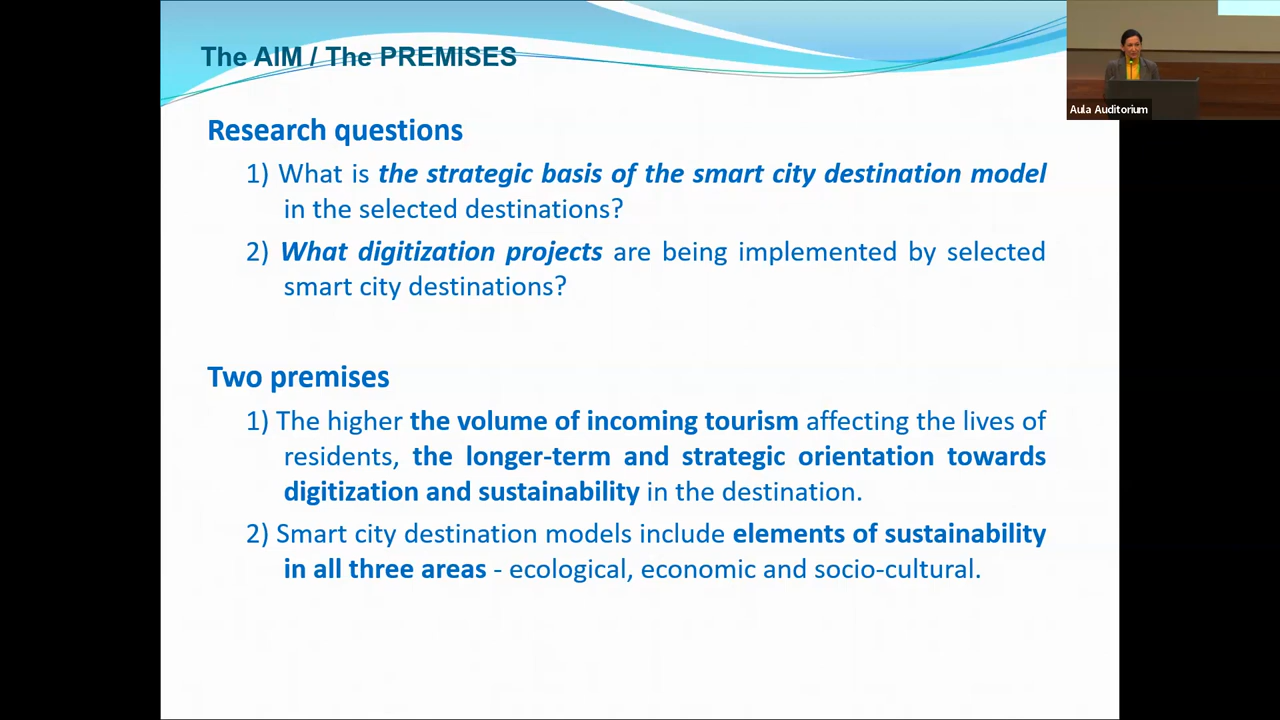 The AIM / The PREMISES
Aula Auditorium
Research questions
1) What is the strategic basis of the smart city destination model
in the selected destinations?
2) What digitization projects are being implemented by selected
smart city destinations?
Two premises
1) The higher the volume of incoming tourism affecting the lives of
residents, the longer-term and strategic orientation towards
digitization and sustainability in the destination.
2) Smart city destination models include elements of sustainability
in all three areas - ecological, economic and socio-cultural.